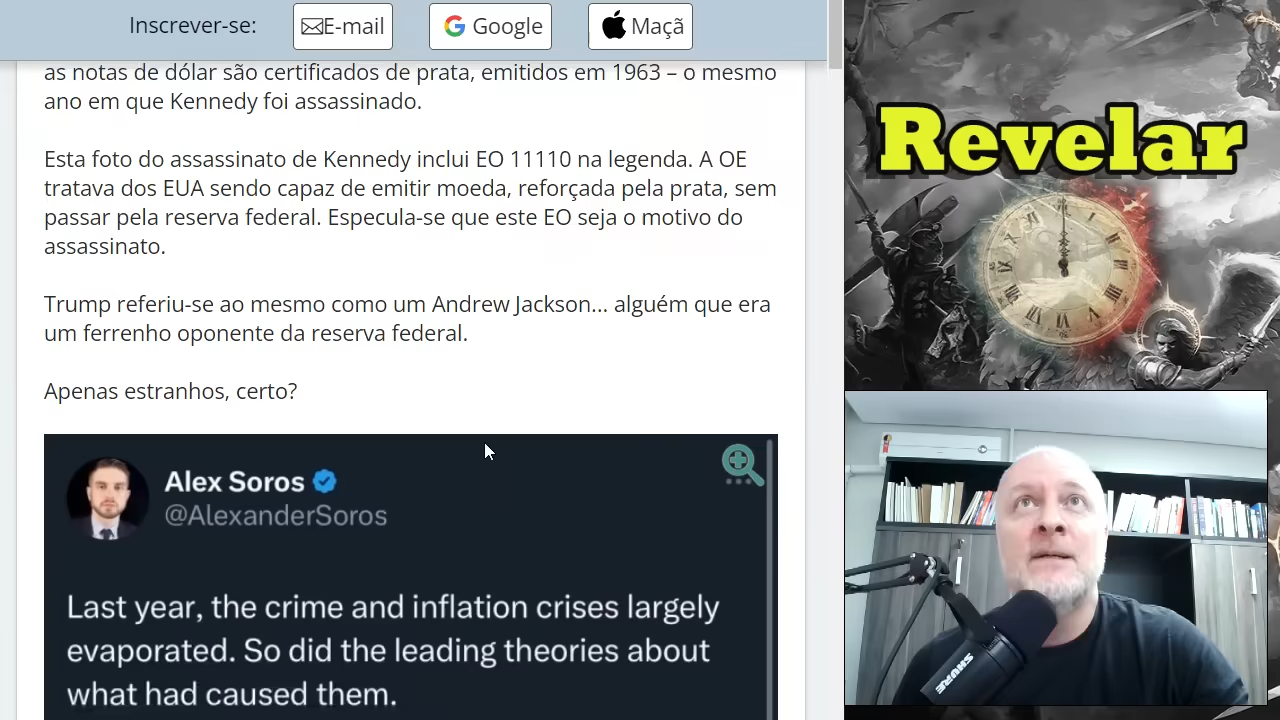 Inscrever-se:
E-mail
Google
Maçã
as notas de dólar são certificados de prata, emitidos em 1963 – o mesmo
ano em que Kennedy foi assassinado.
Esta foto do assassinato de Kennedy inclui EO 11110 na legenda. A OE
tratava dos EUA sendo capaz de emitir moeda, reforçada pela prata, sem
passar pela reserva federal. Especula-se que este EO seja o motivo do
assassinato.
Trump referiu-se ao mesmo como um Andrew Jackson... alguém que era
um ferrenho oponente da reserva federal.
Apenas estranhos, certo?
Alex Soros
@AlexanderSoros
Last year, the crime and inflation crises largely
evaporated. So did the leading theories about
what had caused them.
Revelar
SHURE